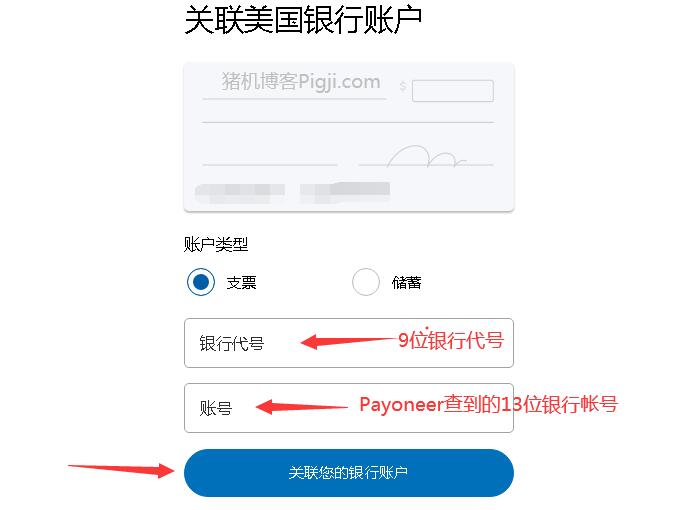 关联美国银行账户
猪机博客Pigji.com
$
账户类型
支票 储蓄
银行代号 9位银行代号
账号 Payoneer查到的13位银行帐号
关联您的银行账户